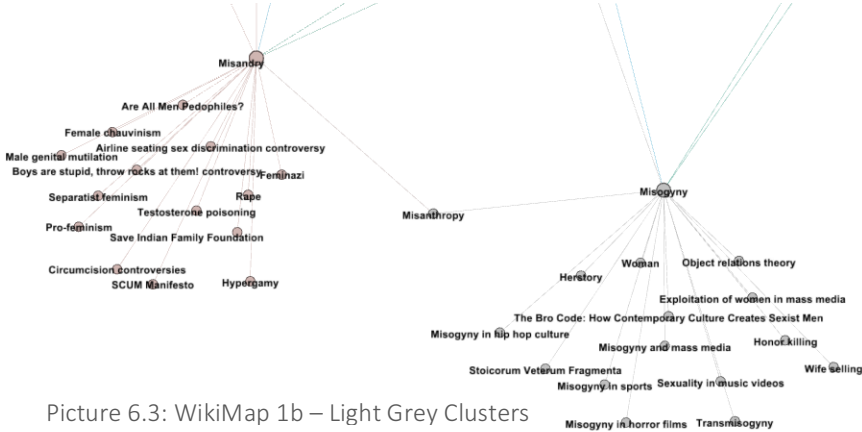 Misandry
Are All Men Pedophiles?
Female chauvinism
Airline seating sex discrimination controversy
Male genital mutilation
Boys are stupid, throw rocks at them! controversy
Feminazi
Separatist feminism
Rape
Testosterone poisoning
Pro-feminism
Save Indian Family Foundation
Circumcision controversies
SCUM Manifesto
Hypergamy
Misanthropy
Misogyny
Woman
Object relations theory
Herstory
Exploitation of women in mass media
The Bro Code: How Contemporary Culture Creates Sexist Men
Misogyny in hip hop culture
Honor killing
Misogyny and mass media
Wife selling
Stoicorum Veterum Fragmenta
Misogyny in sports
Sexuality in music videos
Misogyny in horror films
Transmisogyny
Picture 6.3: WikiMap 1b – Light Grey Clusters